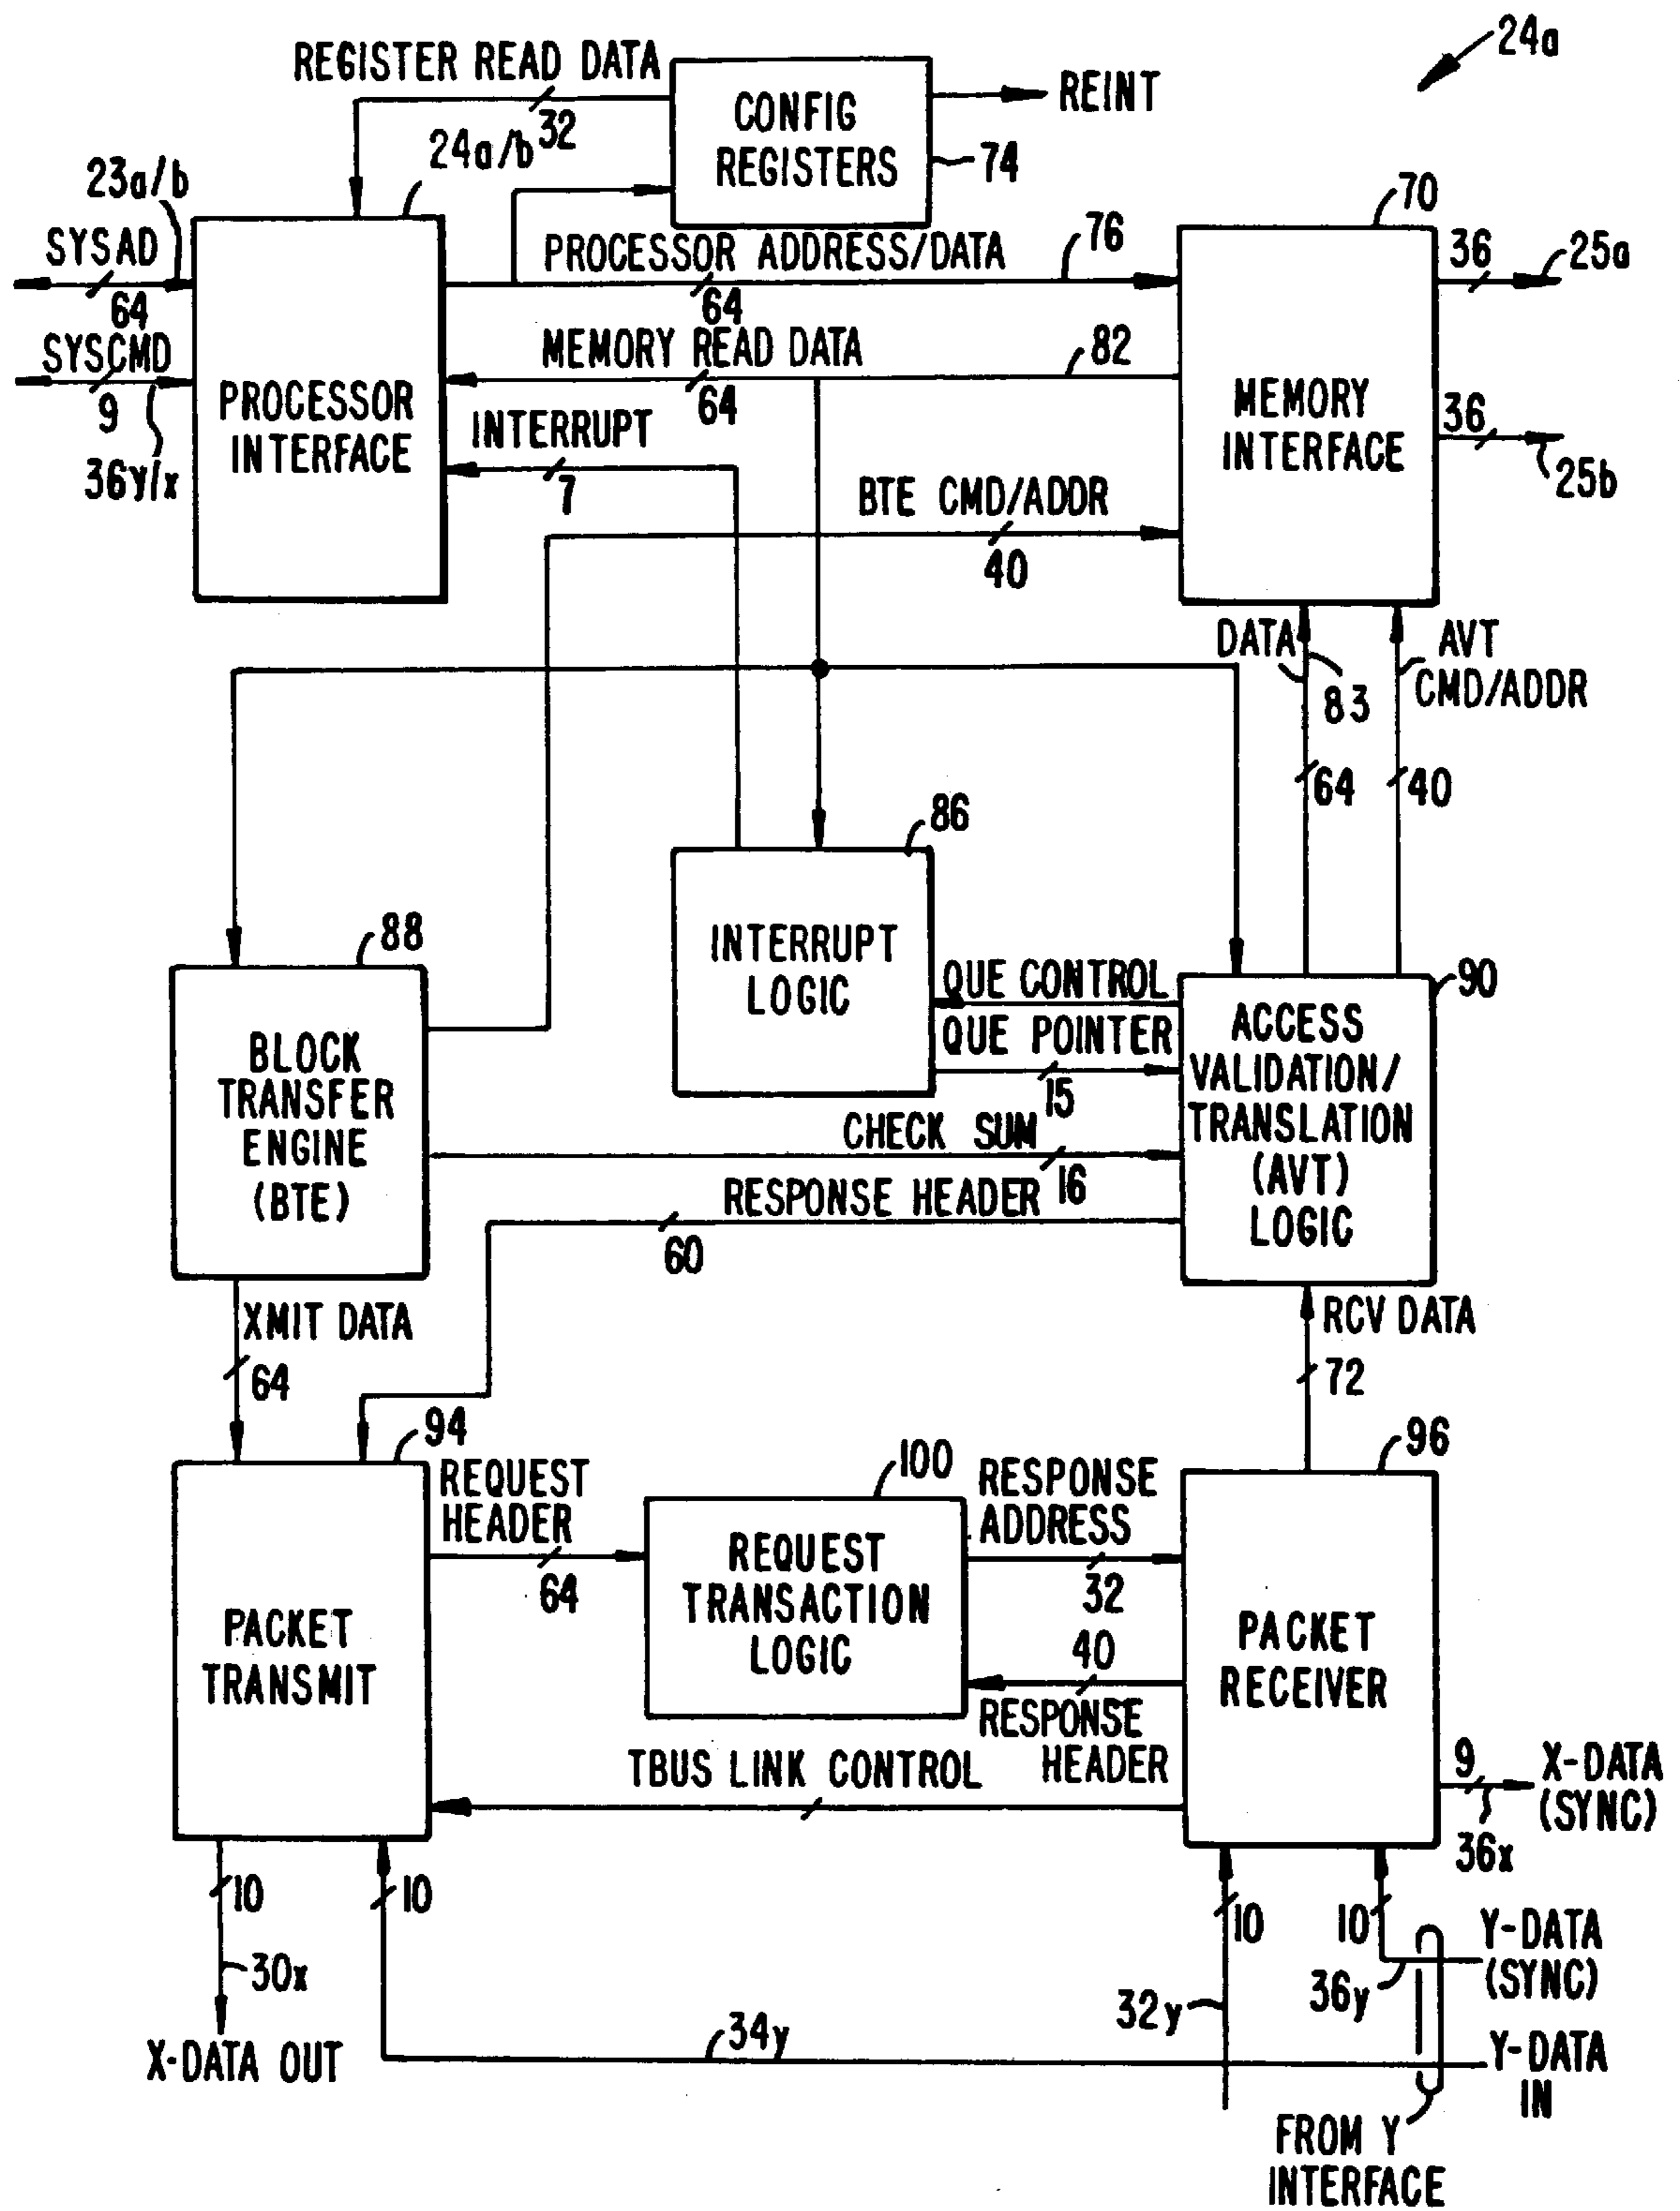 24a
REGISTER READ DATA
32
CONFIG
REGISTERS
REINT
74
23a/b
24a/b
70
SYSAD
64
PROCESSOR ADDRESS/DATA
64
76
36
25a
SYSCMD
9
36y/x
PROCESSOR
INTERFACE
MEMORY READ DATA
64
82
MEMORY
INTERFACE
36
25b
INTERRUPT
7
BTE CMD/ADDR
40
DATA
83
64
AVT
CMD/ADDR
40
86
INTERRUPT
LOGIC
88
BLOCK
TRANSFER
ENGINE
(BTE)
QUE CONTROL
QUE POINTER
15
90
ACCESS
VALIDATION/
TRANSLATION
(AVT)
LOGIC
CHECK SUM
16
RESPONSE HEADER
60
XMIT DATA
64
RCV DATA
72
94
PACKET
TRANSMIT
REQUEST
HEADER
64
100
REQUEST
TRANSACTION
LOGIC
RESPONSE
ADDRESS
32
40
RESPONSE
HEADER
96
PACKET
RECEIVER
TBUS LINK CONTROL
9
X-DATA
(SYNC)
36x
10
30x
X-DATA OUT
10
34y
10
32y
10
36y
Y-DATA
(SYNC)
Y-DATA
IN
FROM Y
INTERFACE